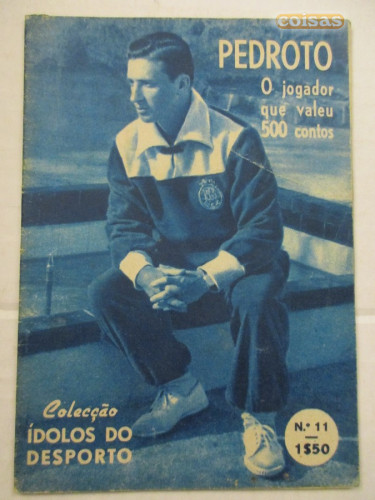 coisas
PEDROTO
O jogador
que valeu
500 contos
Colecção
ÍDOLOS DO
DESPORTO
N.º 11
1$50